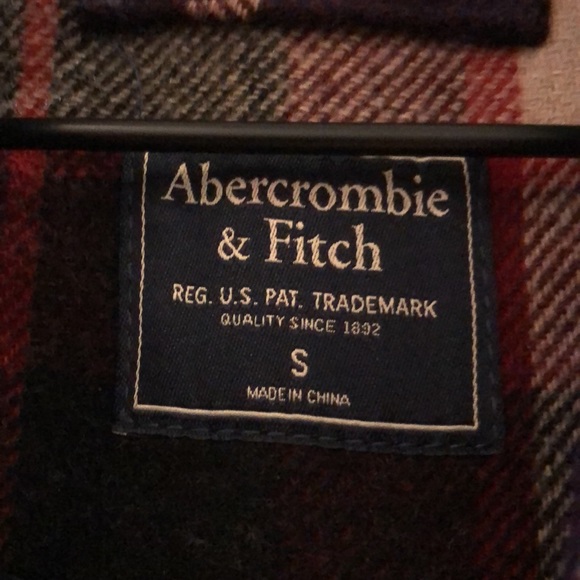 Abercrombie
& Fitch
REG. U.S. PAT. TRADEMARK
QUALITY SINCE 1892
S
MADE IN CHINA